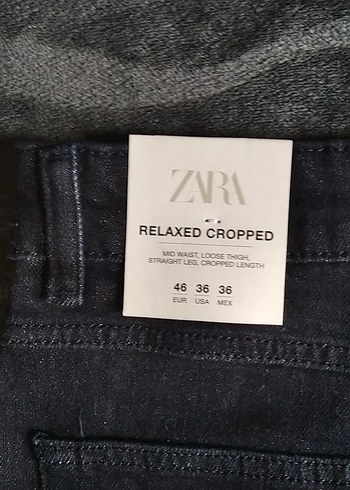 ZARA
RELAXED CROPPED
MID WAIST, LOOSE THIGH,
STRAIGHT LEG, CROPPED LENGTH
46 36 36
EUR USA MEX